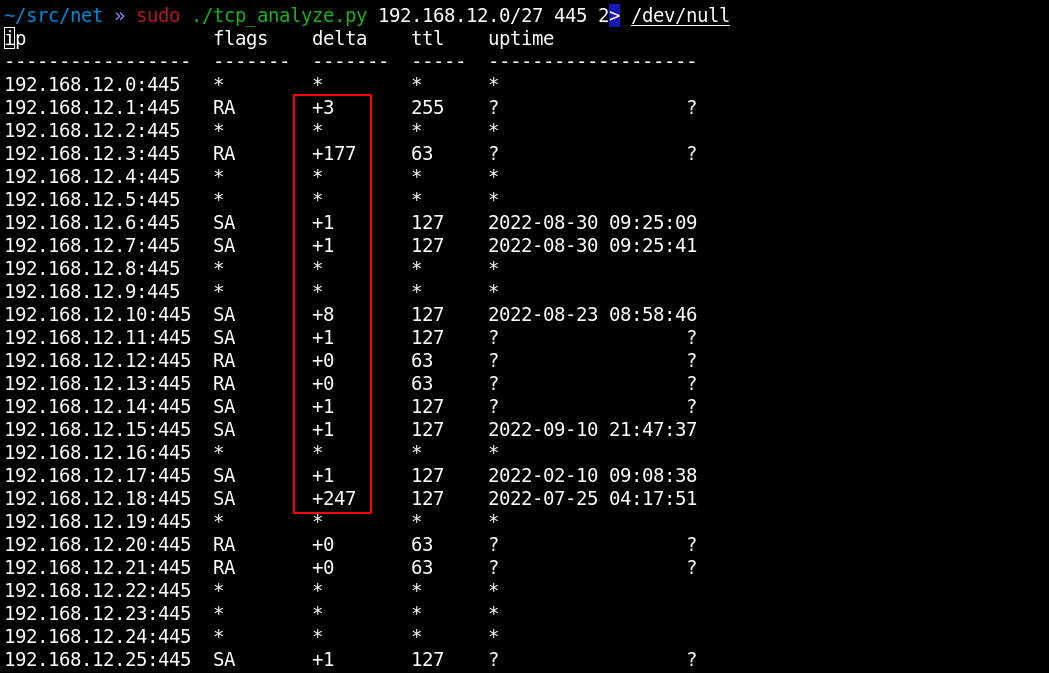 ~/src/net » sudo ./tcp_analyze.py 192.168.12.0/27 445 2> /dev/null
ip                 flags    delta    ttl    uptime
-----------------  -------  -------  -----  -------------------
192.168.12.0:445   *        *        *      *
192.168.12.1:445   RA       +3       255    ?                 ?
192.168.12.2:445   *        *        *      *
192.168.12.3:445   RA       +177     63     ?                 ?
192.168.12.4:445   *        *        *      *
192.168.12.5:445   *        *        *      *
192.168.12.6:445   SA       +1       127    2022-08-30 09:25:09
192.168.12.7:445   SA       +1       127    2022-08-30 09:25:41
192.168.12.8:445   *        *        *      *
192.168.12.9:445   *        *        *      *
192.168.12.10:445  SA       +8       127    2022-08-23 08:58:46
192.168.12.11:445  SA       +1       127    ?                 ?
192.168.12.12:445  RA       +0       63     ?                 ?
192.168.12.13:445  RA       +0       63     ?                 ?
192.168.12.14:445  SA       +1       127    ?                 ?
192.168.12.15:445  SA       +1       127    2022-09-10 21:47:37
192.168.12.16:445  *        *        *      *
192.168.12.17:445  SA       +1       127    2022-02-10 09:08:38
192.168.12.18:445  SA       +247     127    2022-07-25 04:17:51
192.168.12.19:445  *        *        *      *
192.168.12.20:445  RA       +0       63     ?                 ?
192.168.12.21:445  RA       +0       63     ?                 ?
192.168.12.22:445  *        *        *      *
192.168.12.23:445  *        *        *      *
192.168.12.24:445  *        *        *      *
192.168.12.25:445  SA       +1       127    ?                 ?